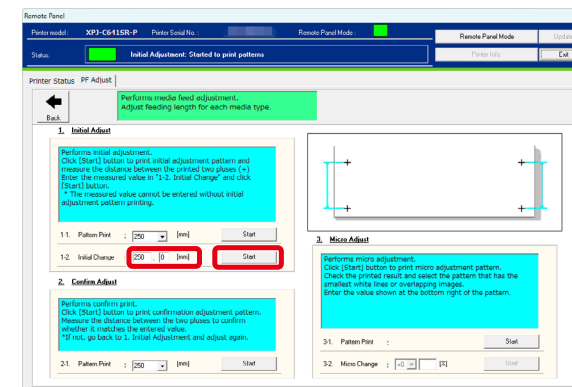 Remote Panel
Printer model : XPJ-C641SR-P Printer Serial No. : Remote Panel Mode : Remote Panel Mode Update
Status: Initial Adjustment: Started to print patterns Printer Info. Exit
Printer Status PF Adjust
Back
Performs media feed adjustment.
Adjust feeding length for each media type.
1. Initial Adjust
Performs initial adjustment.
Click [Start] button to print initial adjustment pattern and
measure the distance between the printed two pluses (+)
Enter the measured value in "1-2. Initial Change" and click
[Start] button.
* The measured value cannot be entered without initial
adjustment pattern printing.
1-1. Pattern Print : 250 [mm] Start
1-2. Initial Change : 250 . 0 [mm] Start
2. Confirm Adjust
Performs confirm print.
Click [Start] button to print confirmation adjustment pattern.
Measure the distance between the two pluses to confirm
whether it matches the entered value.
*If not, go back to 1. Initial Adjustment and adjust again.
2-1. Pattern Print : 250 [mm] Start
3. Micro Adjust
Performs micro adjustment.
Click [Start] button to print micro adjustment pattern.
Check the printed result and select the pattern that has the
smallest white lines or overlapping images.
Enter the value shown at the bottom right of the pattern.
3-1. Pattern Print : Start
3-2. Micro Change : +0. [%] Start